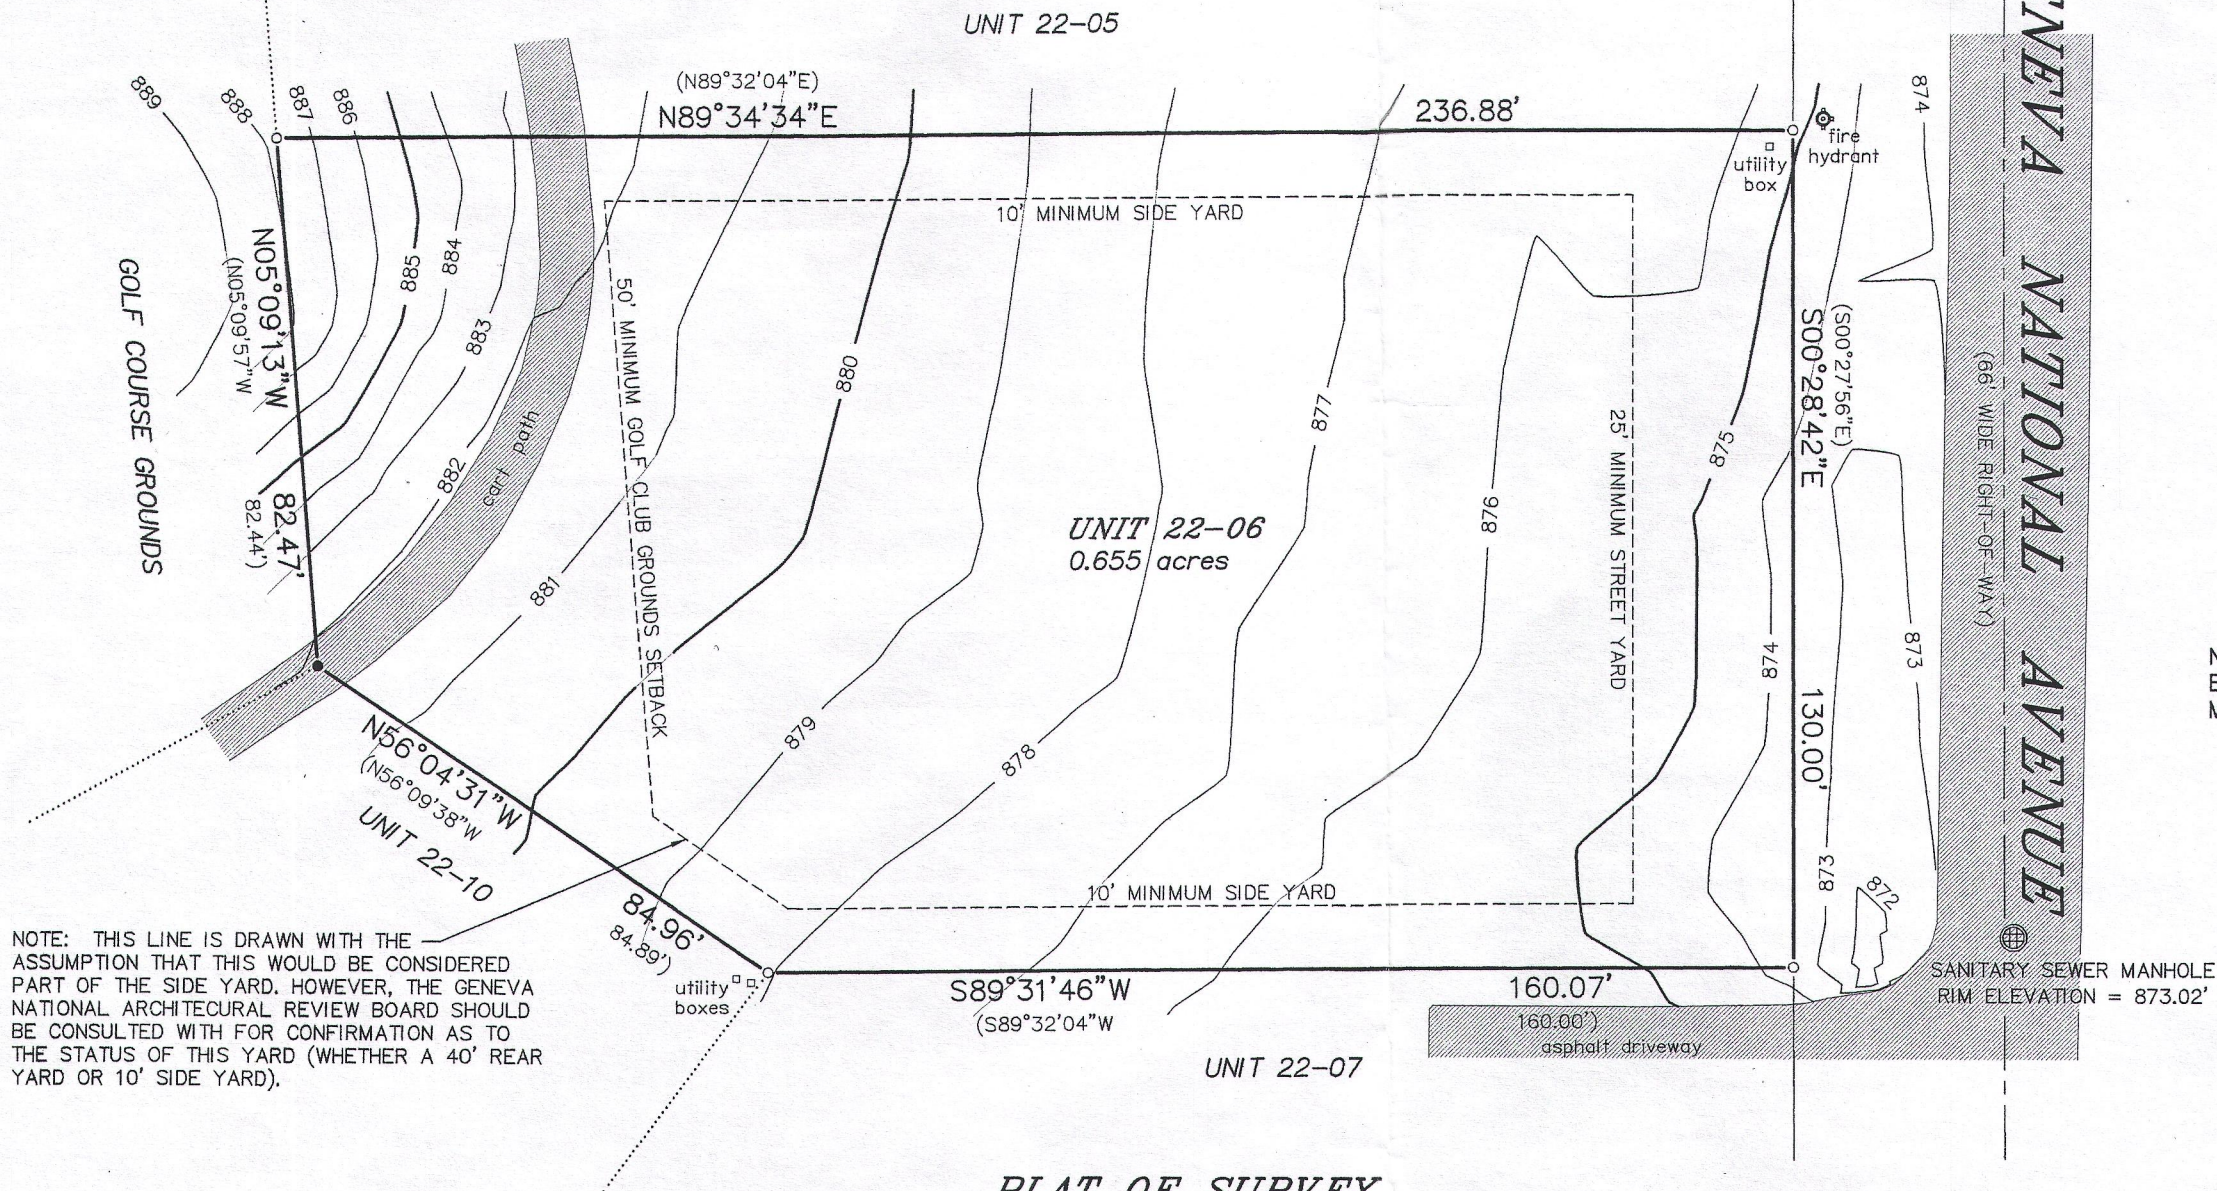 UNIT 22-05
(N89°32'04"E)
N89°34'34"E
236.88'
889
888
887
886
885
884
883
882
881
880
879
878
877
876
875
874
874
873
873
872
fire
hydrant
utility
box
10' MINIMUM SIDE YARD
50' MINIMUM GOLF CLUB GROUNDS SETBACK
25' MINIMUM STREET YARD
10' MINIMUM SIDE YARD
GOLF COURSE GROUNDS
N05°09'13"W
(N05°09'57"W
82.47'
82.44')
cart path
UNIT 22-06
0.655 acres
(S00°27'56"E)
S00°28'42"E
130.00'
NATIONAL AVENUE
(66' WIDE RIGHT-OF-WAY)
N56°04'31"W
(N56°09'38"W
UNIT 22-10
84.96'
84.89')
utility
boxes
S89°31'46"W
(S89°32'04"W
160.07'
160.00')
asphalt driveway
UNIT 22-07
SANITARY SEWER MANHOLE
RIM ELEVATION = 873.02'
NOTE: THIS LINE IS DRAWN WITH THE
ASSUMPTION THAT THIS WOULD BE CONSIDERED
PART OF THE SIDE YARD. HOWEVER, THE GENEVA
NATIONAL ARCHITECURAL REVIEW BOARD SHOULD
BE CONSULTED WITH FOR CONFIRMATION AS TO
THE STATUS OF THIS YARD (WHETHER A 40' REAR
YARD OR 10' SIDE YARD).
PLAT OF SURVEY